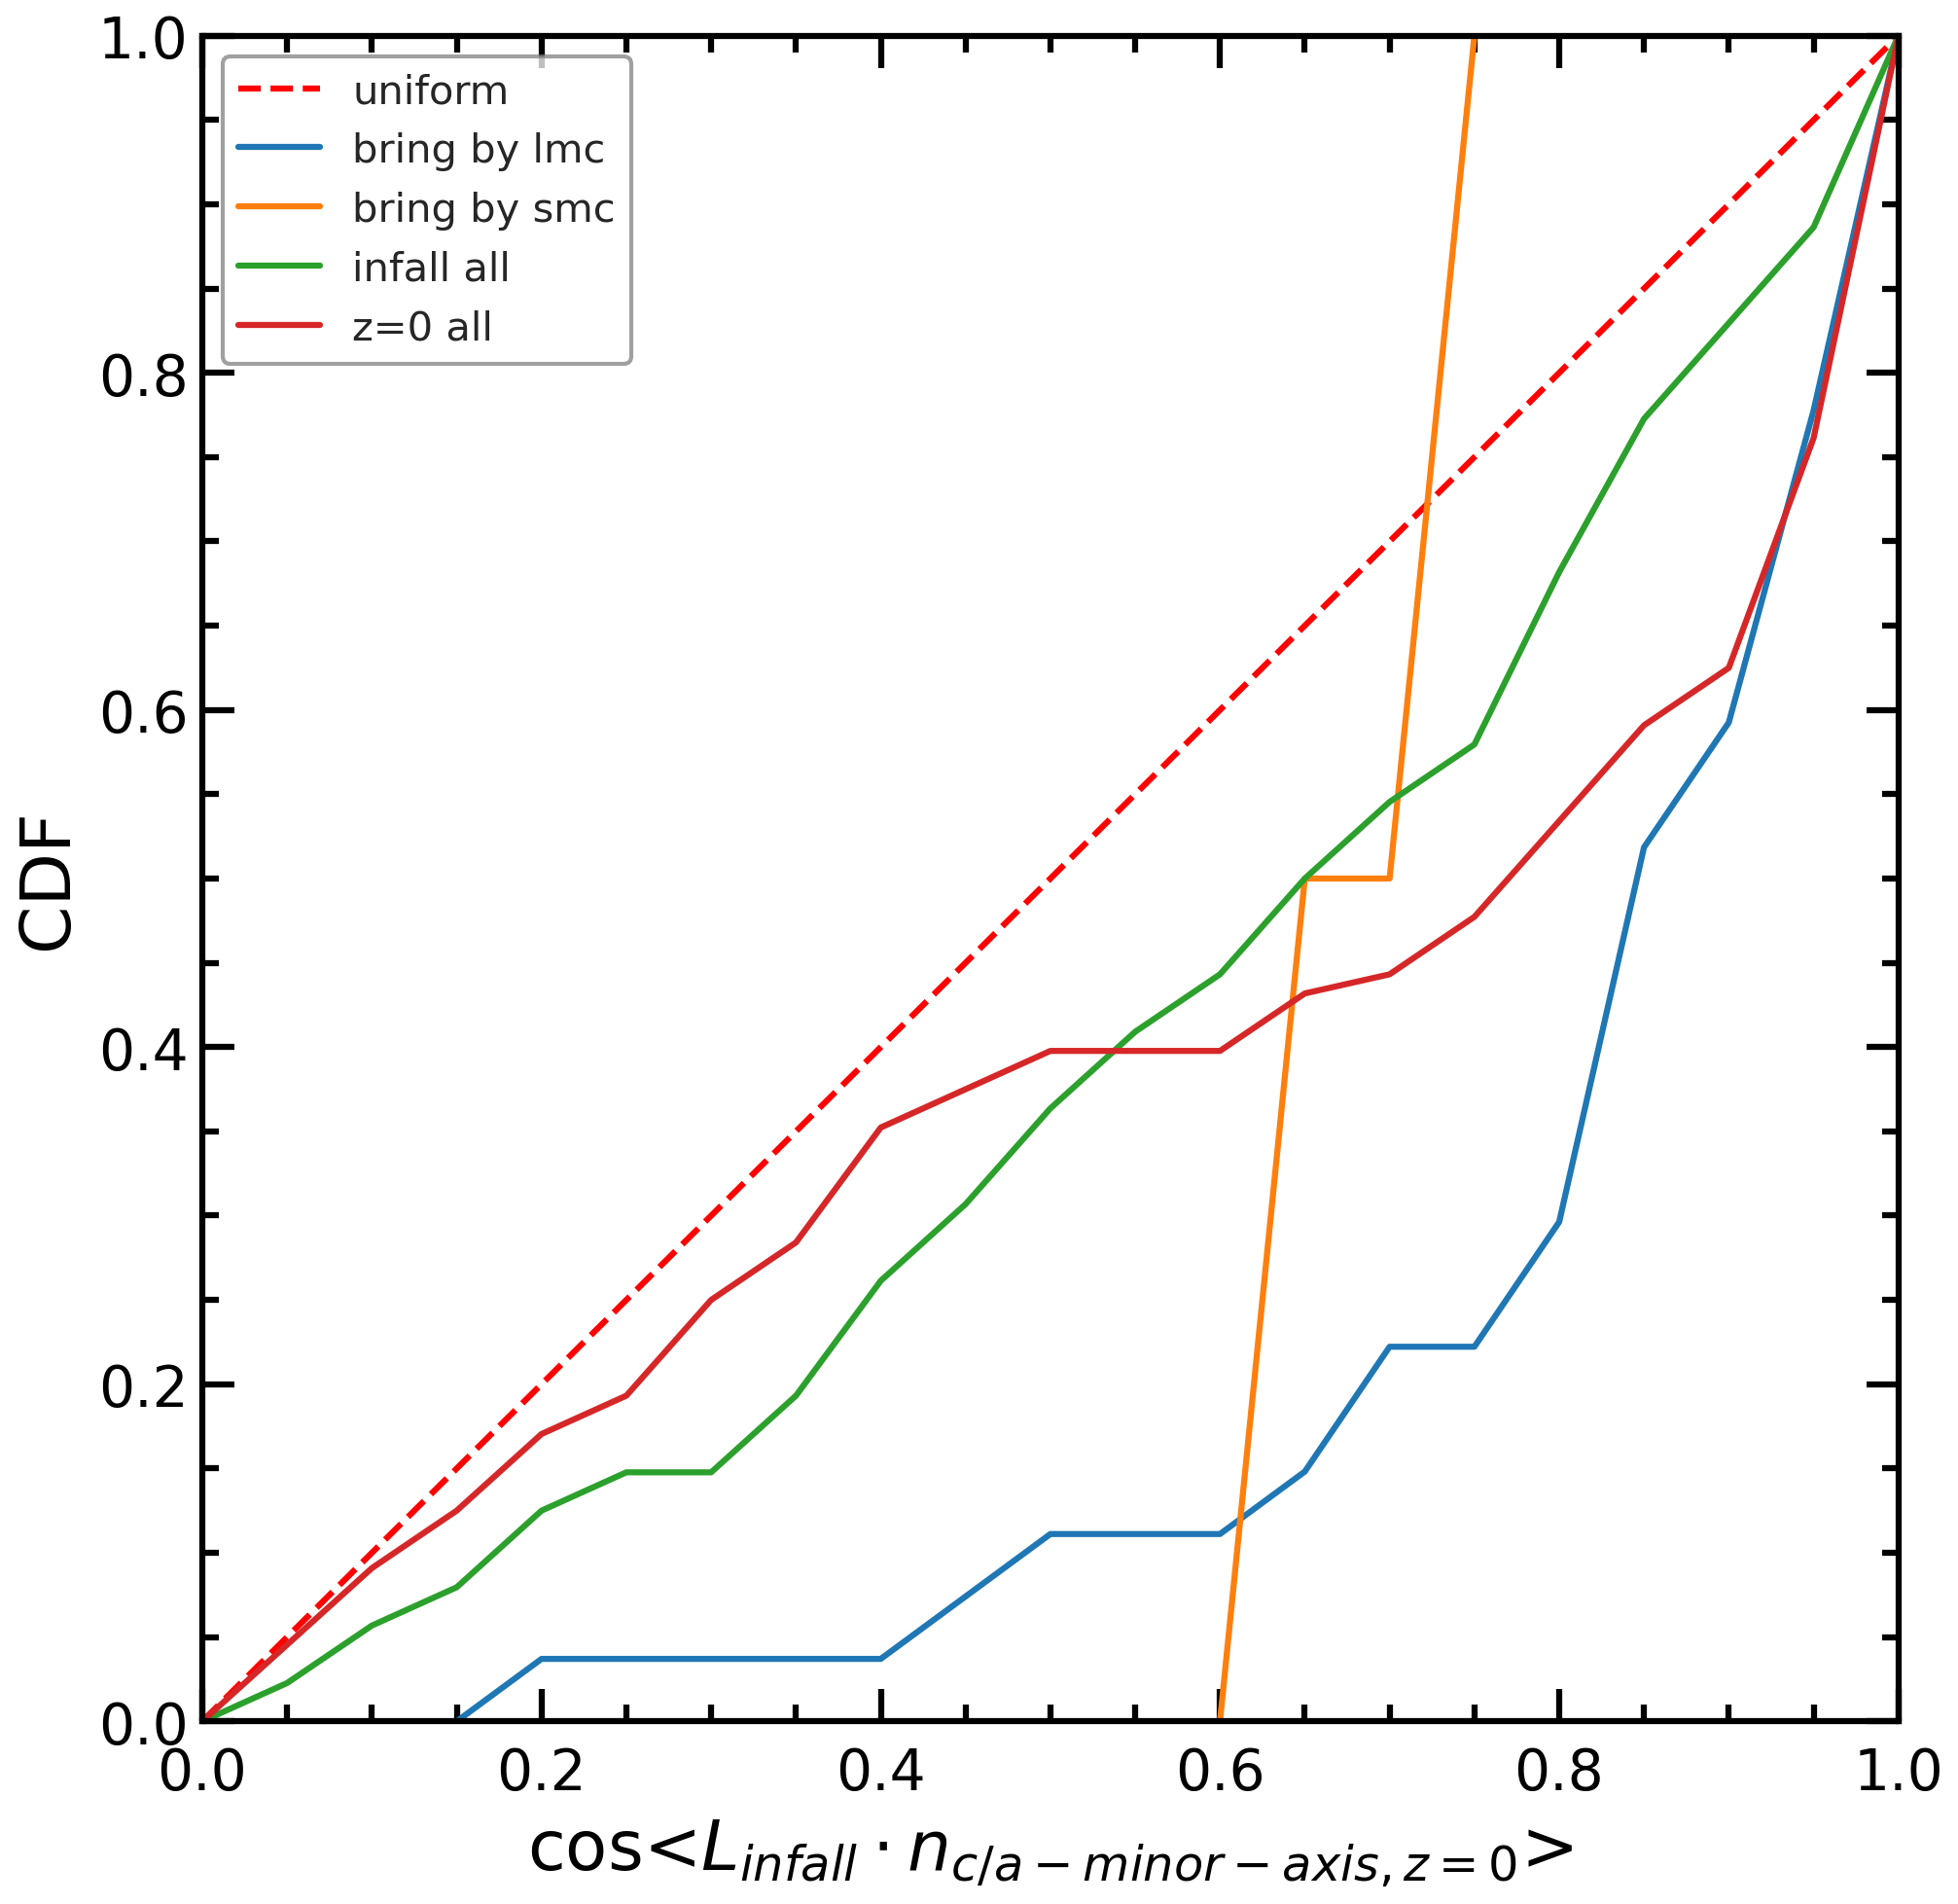 1.0
0.8
0.6
0.4
0.2
0.0
CDF
uniform
bring by lmc
bring by smc
infall all
z=0 all
0.0 0.2 0.4 0.6 0.8 1.0
cos<L_infall · n_c/a−minor−axis, z=0>